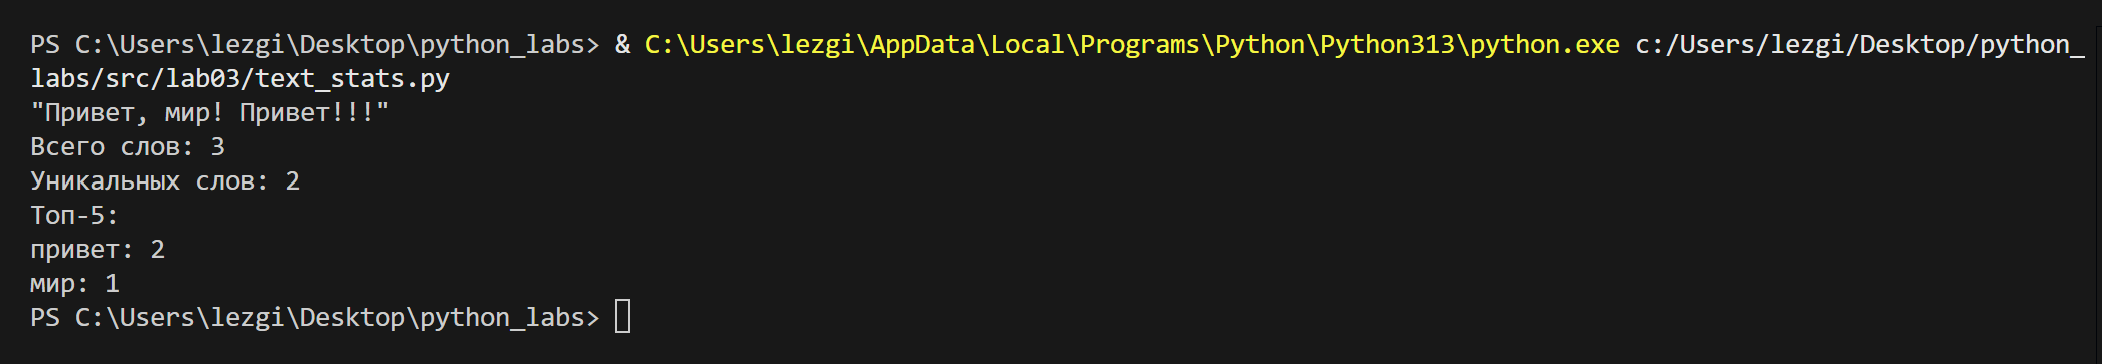 PS C:\Users\lezgi\Desktop\python_labs> & C:\Users\lezgi\AppData\Local\Programs\Python\Python313\python.exe c:/Users/lezgi/Desktop/python_
labs/src/lab03/text_stats.py
"Привет, мир! Привет!!!"
Всего слов: 3
Уникальных слов: 2
Топ-5:
привет: 2
мир: 1
PS C:\Users\lezgi\Desktop\python_labs>